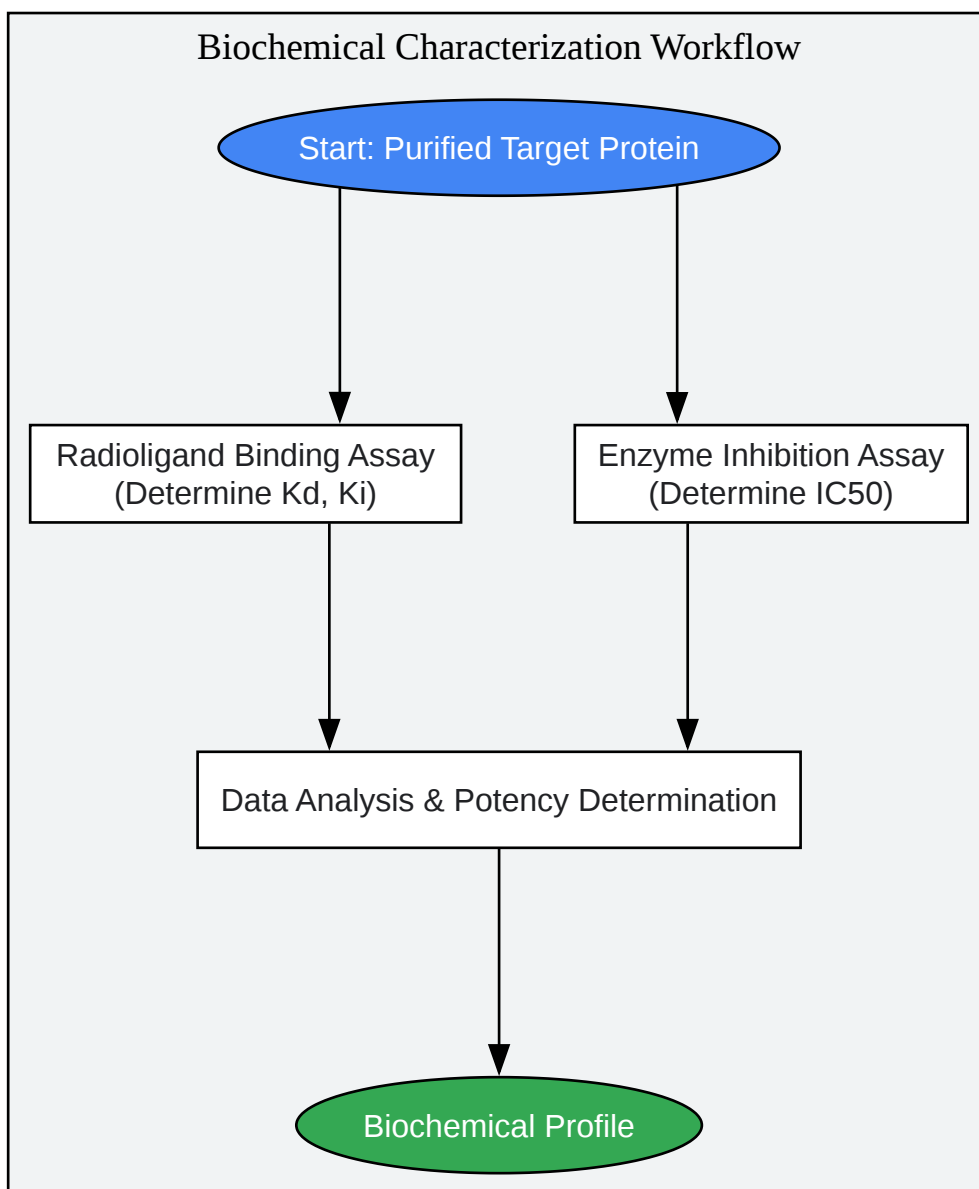 Biochemical Characterization Workflow
Start: Purified Target Protein
Radioligand Binding Assay
(Determine Kd, Ki)
Enzyme Inhibition Assay
(Determine IC50)
Data Analysis & Potency Determination
Biochemical Profile